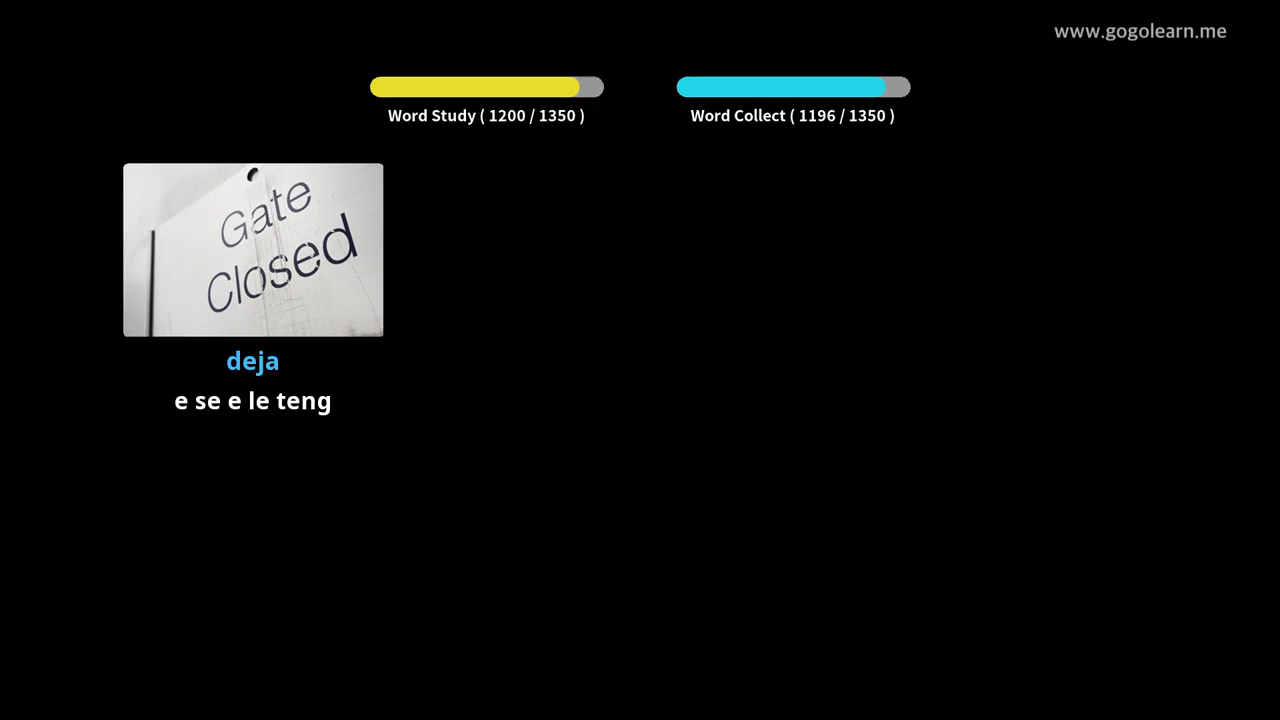 www.gogolearn.me
Word Study ( 1200 / 1350 )
Word Collect ( 1196 / 1350 )
Gate
Closed
deja
e se e le teng